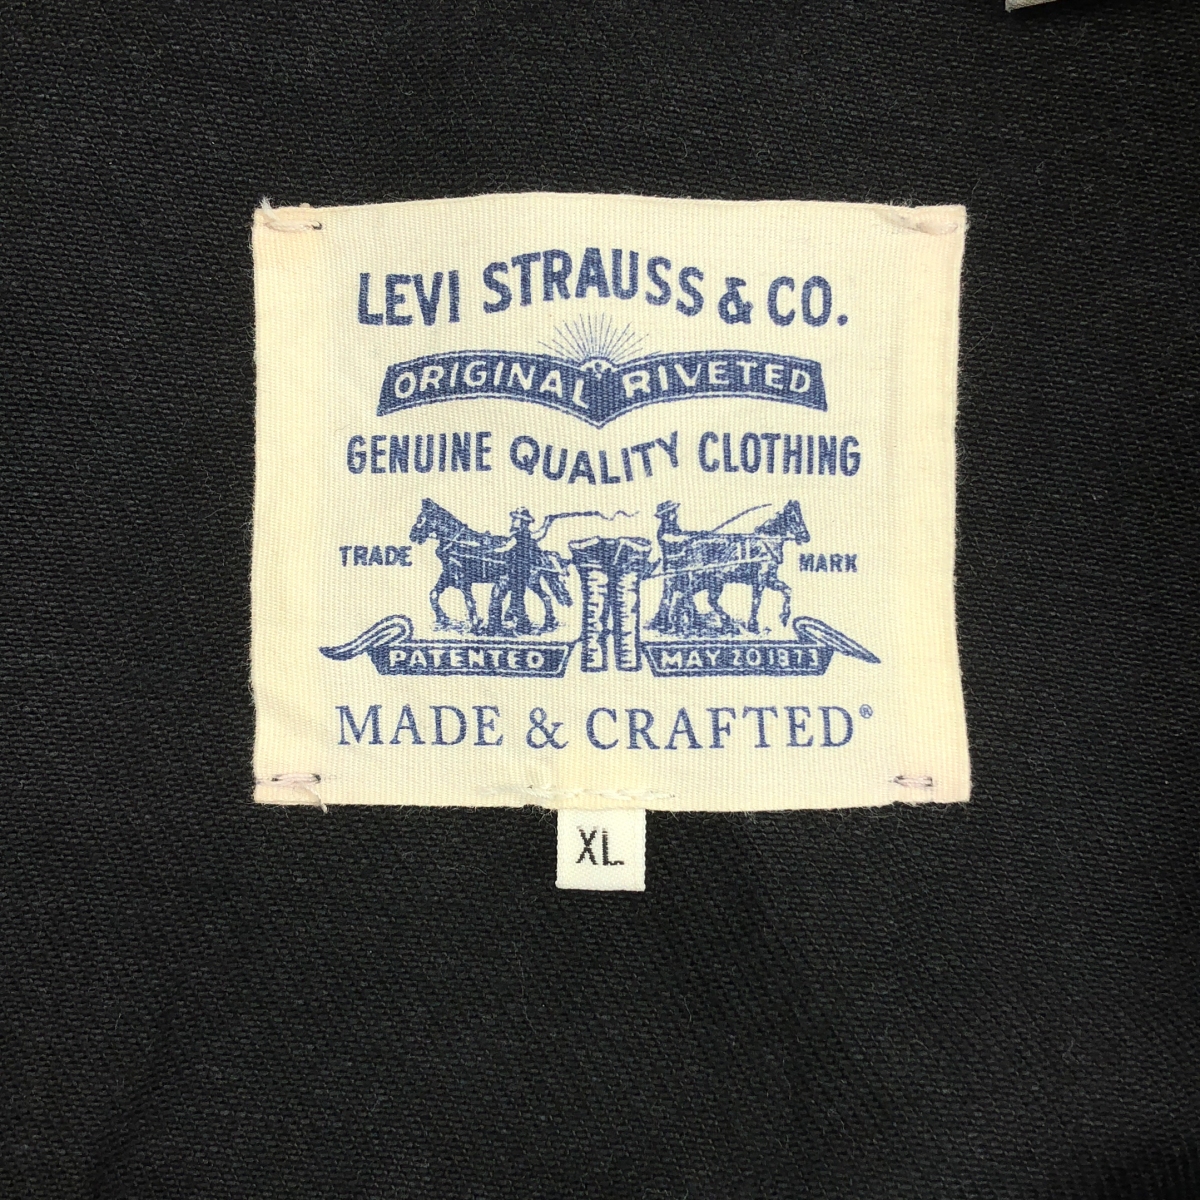 LEVI STRAUSS & CO.
ORIGINAL RIVETED
GENUINE QUALITY CLOTHING
TRADE MARK
PATENTED MAY 20 1873
MADE & CRAFTED®
XL